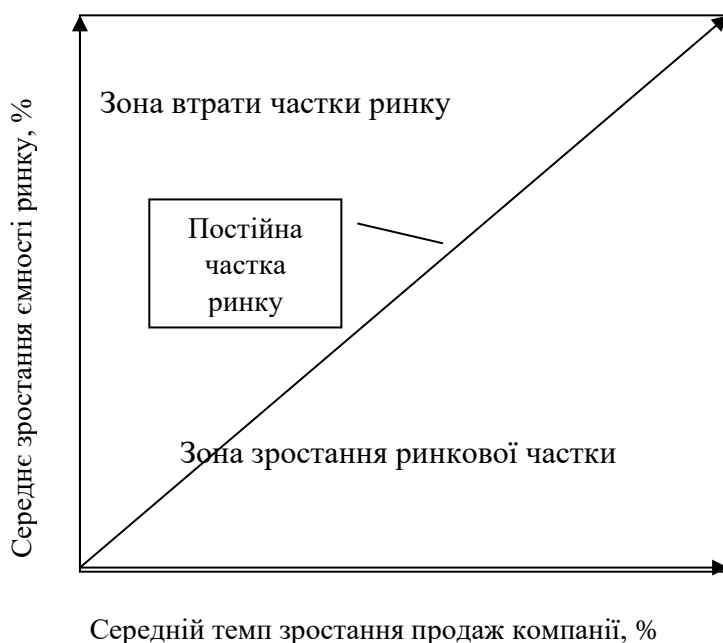 Середнє зростання ємності ринку, %
Зона втрати частки ринку
Постійна
частка
ринку
Зона зростання ринкової частки
Середній темп зростання продаж компанії, %